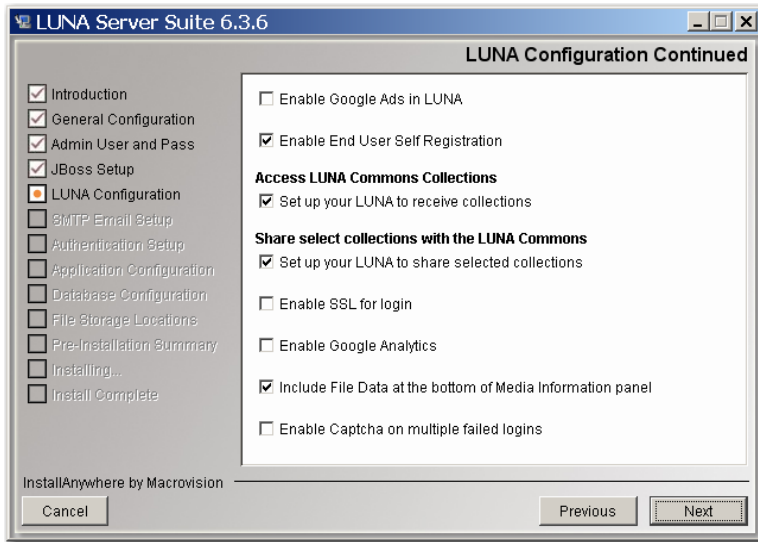 LUNA Server Suite 6.3.6
LUNA Configuration Continued
Introduction
General Configuration
Admin User and Pass
JBoss Setup
LUNA Configuration
SMTP Email Setup
Authentication Setup
Application Configuration
Database Configuration
File Storage Locations
Pre-Installation Summary
Installing...
Install Complete
Enable Google Ads in LUNA
Enable End User Self Registration
Access LUNA Commons Collections
Set up your LUNA to receive collections
Share select collections with the LUNA Commons
Set up your LUNA to share selected collections
Enable SSL for login
Enable Google Analytics
Include File Data at the bottom of Media Information panel
Enable Captcha on multiple failed logins
InstallAnywhere by Macrovision
Cancel
Previous
Next